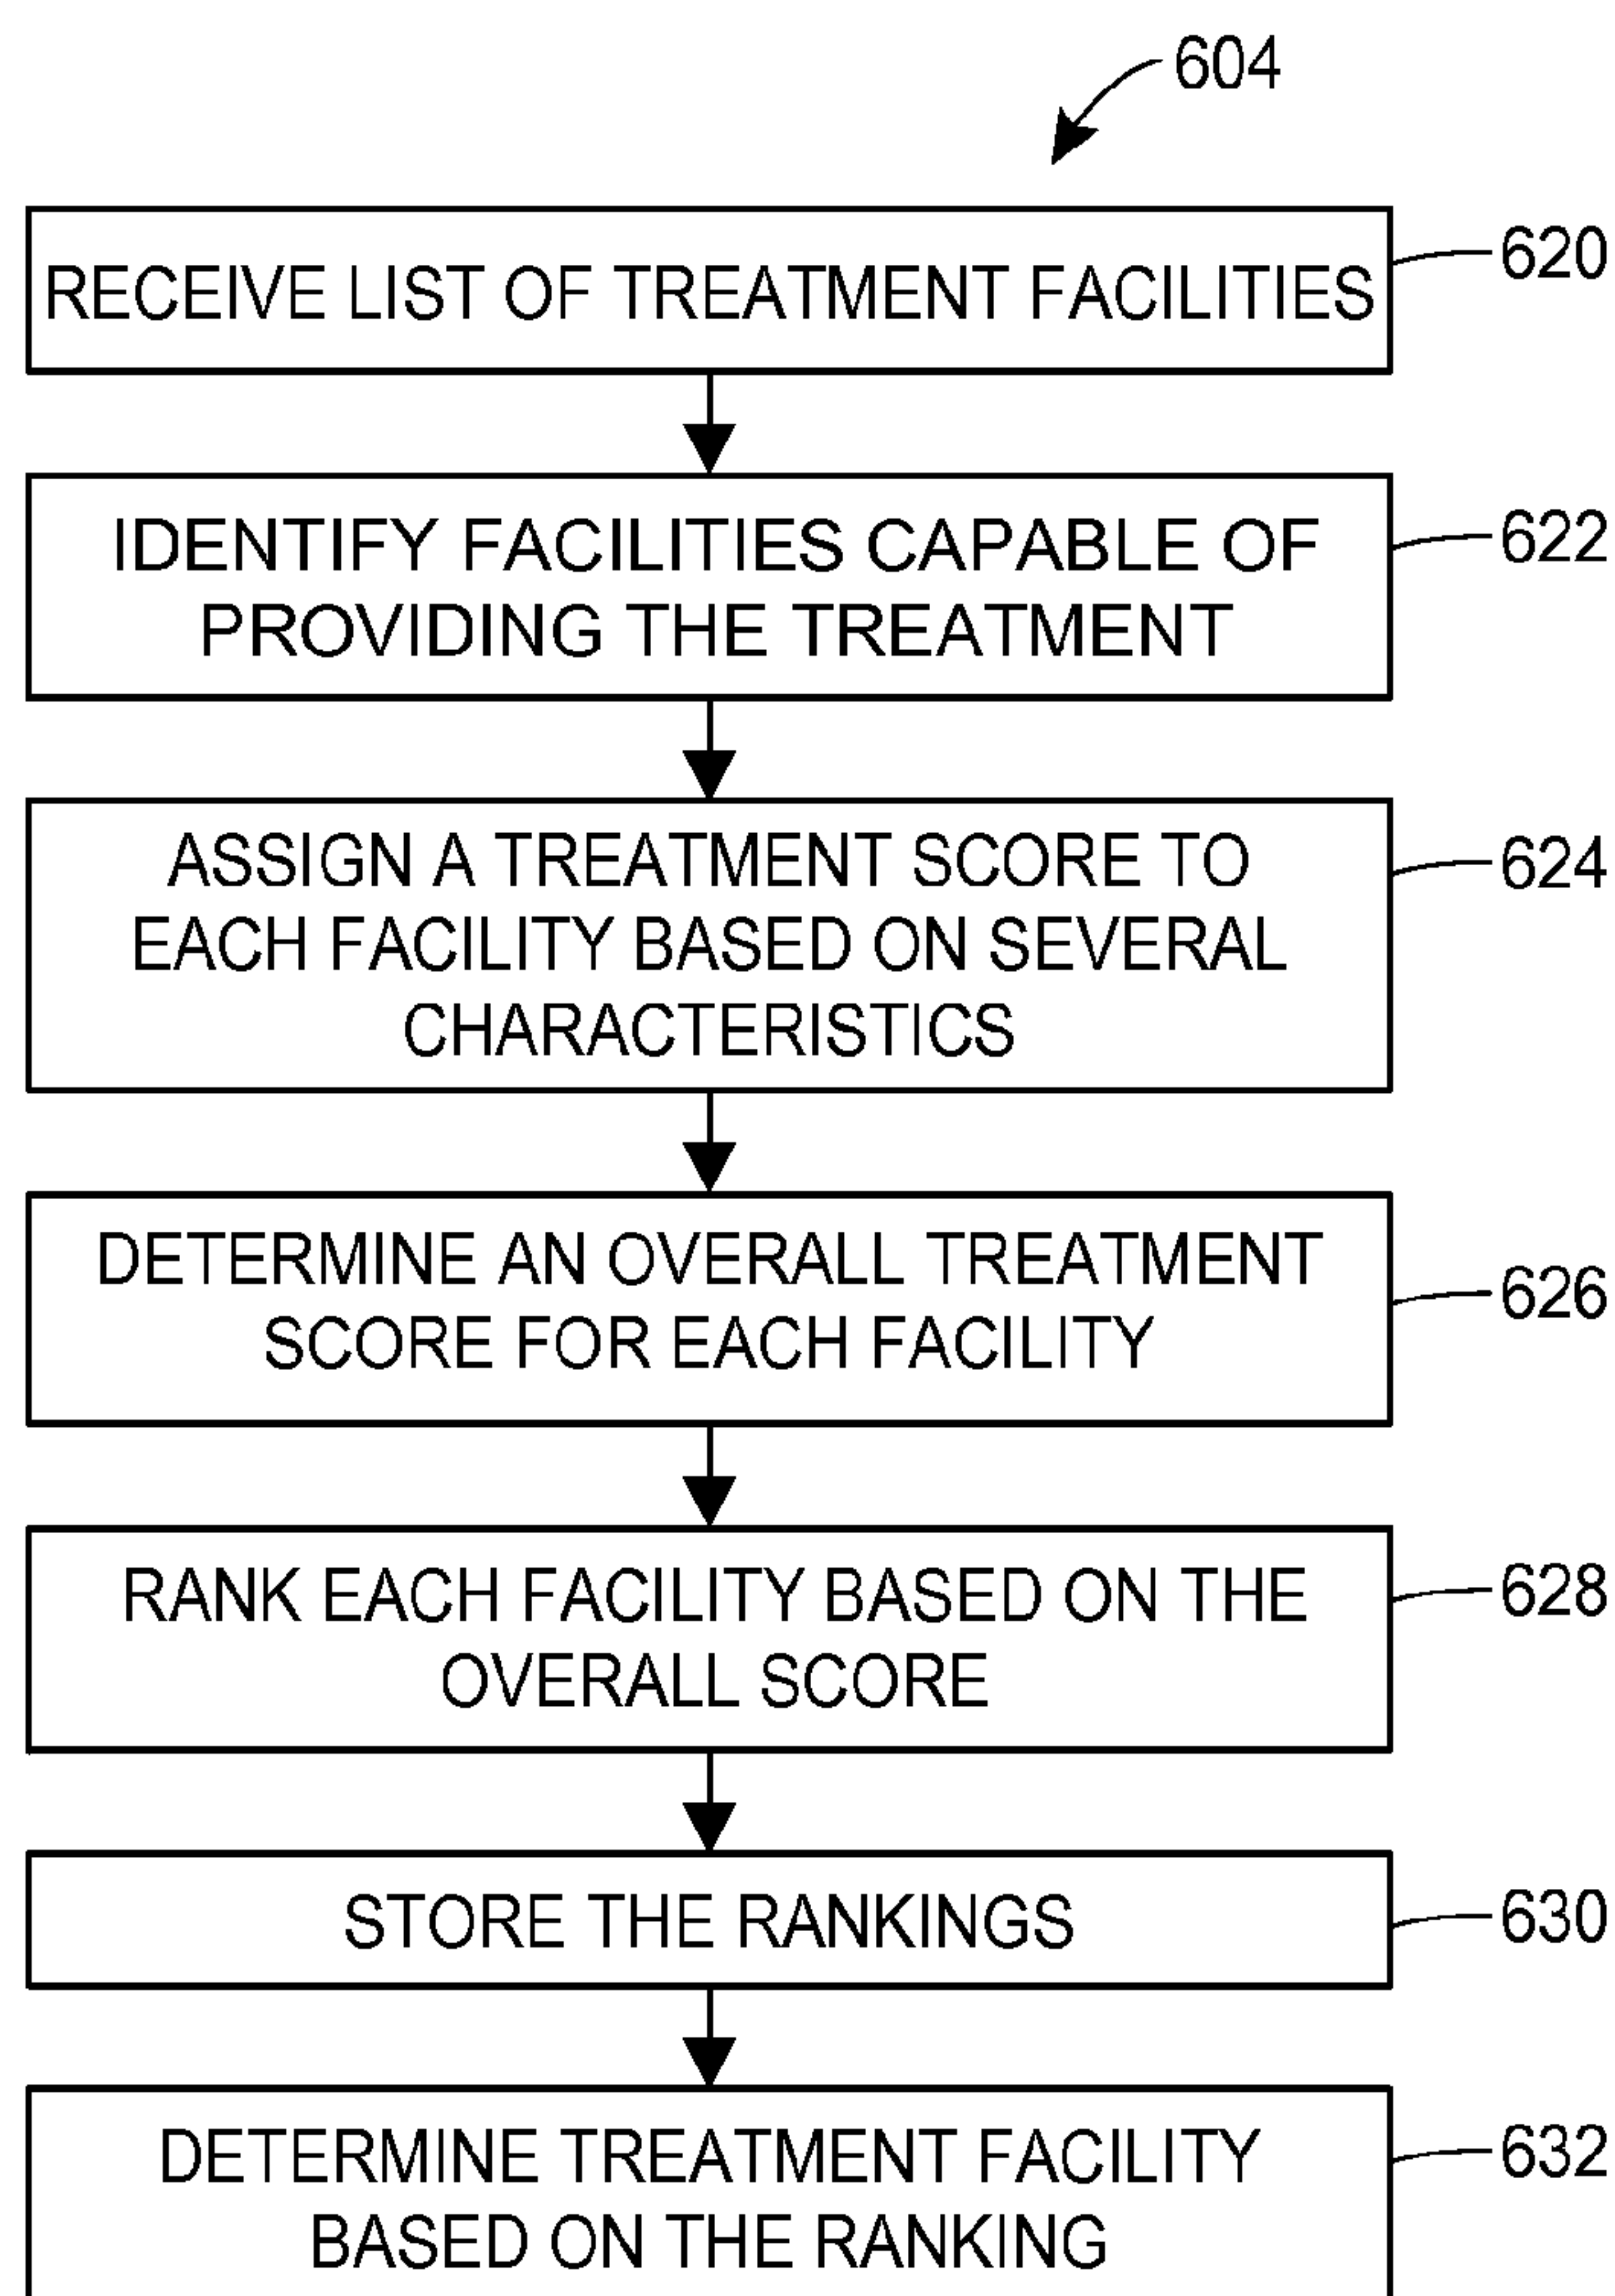 604
RECEIVE LIST OF TREATMENT FACILITIES
620
IDENTIFY FACILITIES CAPABLE OF
PROVIDING THE TREATMENT
622
ASSIGN A TREATMENT SCORE TO
EACH FACILITY BASED ON SEVERAL
CHARACTERISTICS
624
DETERMINE AN OVERALL TREATMENT
SCORE FOR EACH FACILITY
626
RANK EACH FACILITY BASED ON THE
OVERALL SCORE
628
STORE THE RANKINGS
630
DETERMINE TREATMENT FACILITY
BASED ON THE RANKING
632